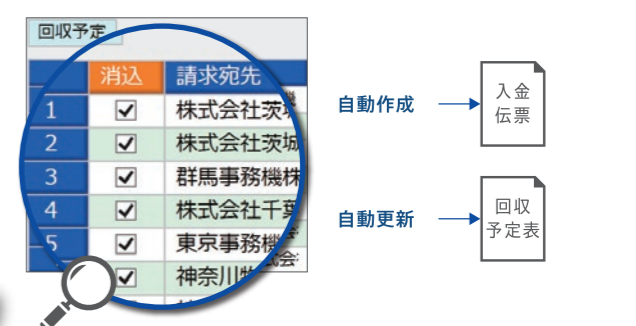 回収予定
消込 請求宛先
1 株式会社茨城
2 株式会社茨城
3 群馬事務機株
4 株式会社千葉
5 東京事務機
神奈川
自動作成
入金
伝票
自動更新
回収
予定表